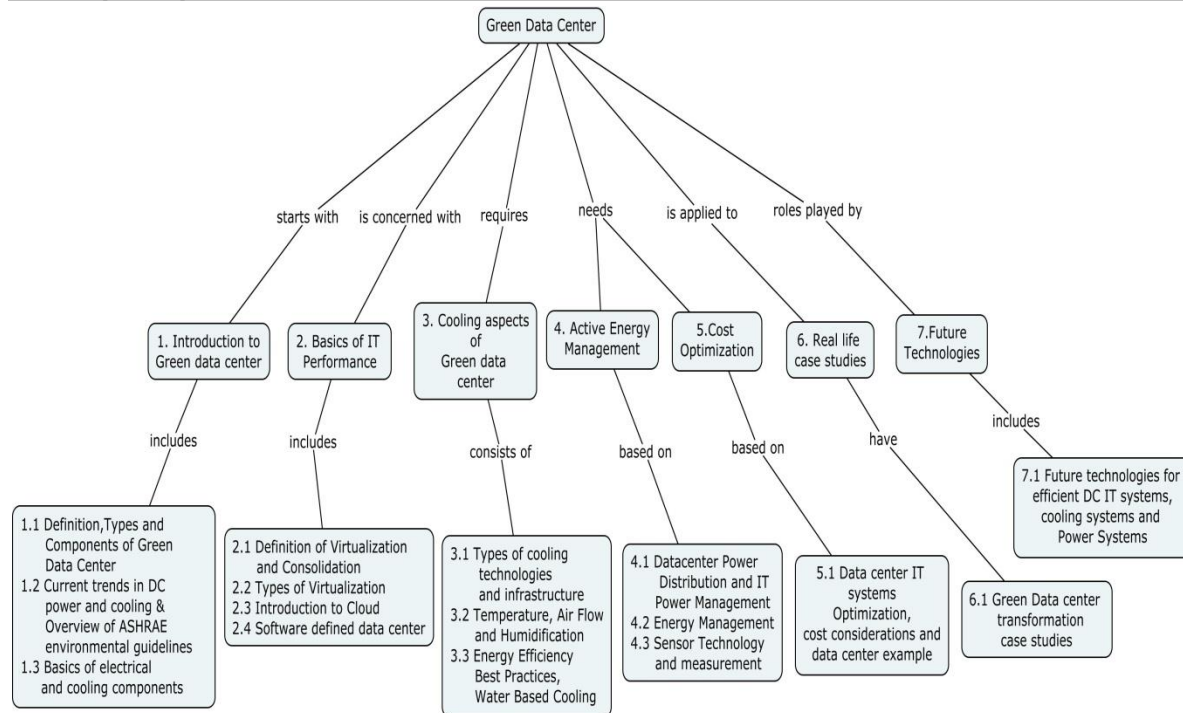 Green Data Center
starts with
is concerned with
requires
needs
is applied to
roles played by
1. Introduction to
Green data center
2. Basics of IT
Performance
3. Cooling aspects
of
Green data
center
4. Active Energy
Management
5.Cost
Optimization
6. Real life
case studies
7.Future
Technologies
includes
includes
consists of
based on
based on
have
includes
1.1 Definition,Types and
Components of Green
Data Center
1.2 Current trends in DC
power and cooling &
Overview of ASHRAE
environmental guidelines
1.3 Basics of electrical
and cooling components
2.1 Definition of Virtualization
and Consolidation
2.2 Types of Virtualization
2.3 Introduction to Cloud
2.4 Software defined data center
3.1 Types of cooling
technologies
and infrastructure
3.2 Temperature, Air Flow
and Humidification
3.3 Energy Efficiency
Best Practices,
Water Based Cooling
4.1 Datacenter Power
Distribution and IT
Power Management
4.2 Energy Management
4.3 Sensor Technology
and measurement
5.1 Data center IT
systems
Optimization,
cost considerations and
data center example
6.1 Green Data center
transformation
case studies
7.1 Future technologies for
efficient DC IT systems,
cooling systems and
Power Systems